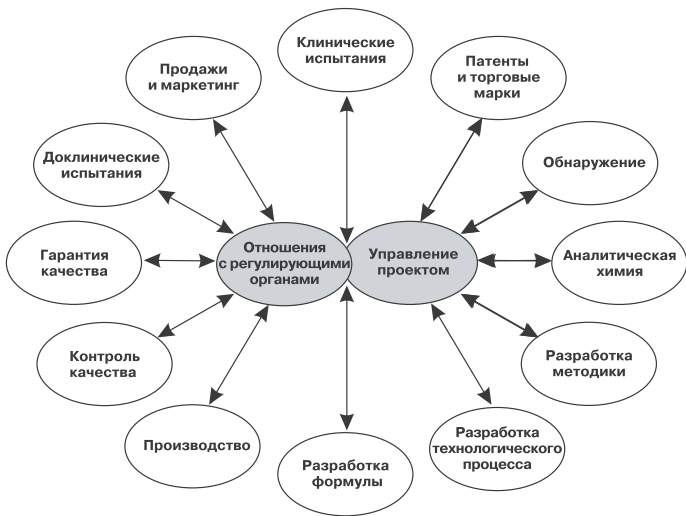 Клинические
испытания
Продажи
и маркетинг
Патенты
и торговые
марки
Доклинические
испытания
Обнаружение
Отношения
с регулирующими
органами
Управление
проектом
Гарантия
качества
Аналитическая
химия
Контроль
качества
Разработка
методики
Производство
Разработка
технологического
процесса
Разработка
формулы